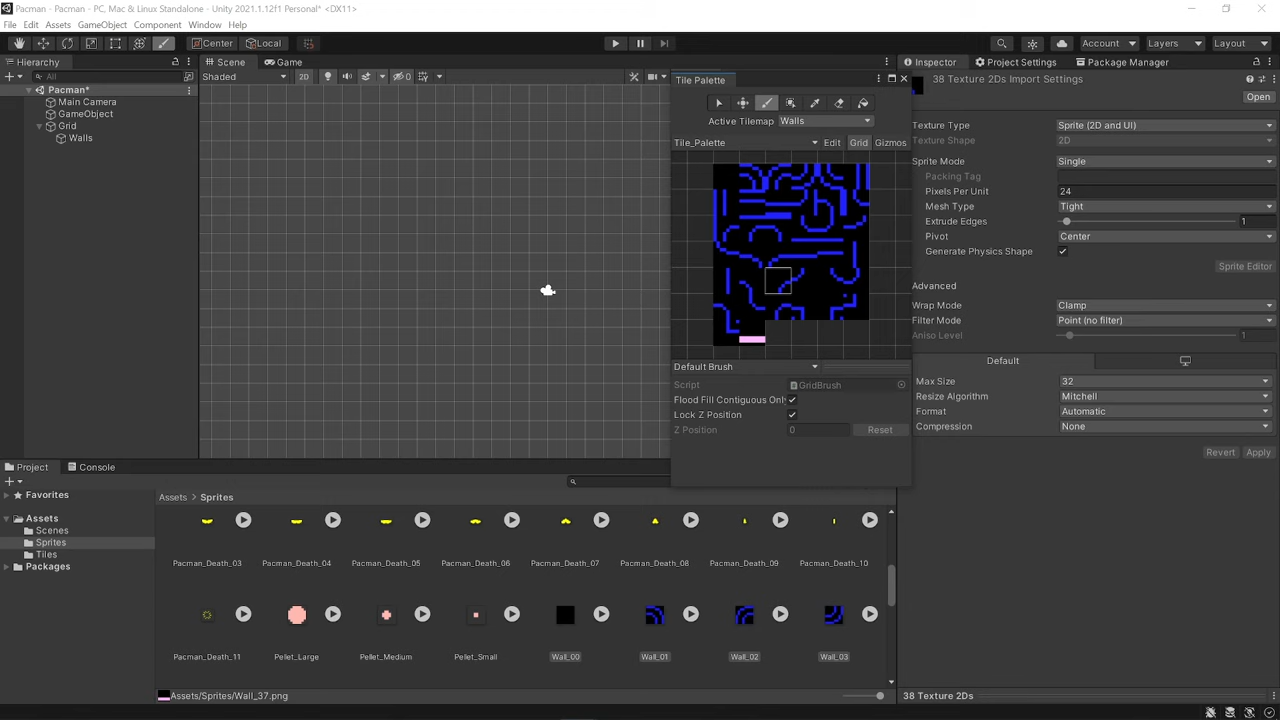 Pacman - Pacman - PC, Mac & Linux Standalone - Unity 2021.1.12f1 Personal* <DX11>
File Edit Assets GameObject Component Window Help
Center Local Account Layers Layout
Hierarchy Scene Game Inspector Project Settings Package Manager
All Shaded 2D Tile Palette 38 Texture 2Ds Import Settings
Pacman* Open
Main Camera
GameObject Active Tilemap Walls Texture Type Sprite (2D and UI)
Grid Tile_Palette Edit Grid Gizmos Texture Shape 2D
Walls Sprite Mode Single
Packing Tag
Pixels Per Unit 24
Mesh Type Tight
Extrude Edges 1
Pivot Center
Generate Physics Shape
Sprite Editor
Advanced
Wrap Mode Clamp
Filter Mode Point (no filter)
Aniso Level 1
Default Brush Default
Script GridBrush Max Size 32
Flood Fill Contiguous Onl Resize Algorithm Mitchell
Lock Z Position Format Automatic
Z Position 0 Reset Compression None
Revert Apply
Project Console
Favorites Assets > Sprites
Assets
Scenes
Sprites
Tiles
Packages
Pacman_Death_03 Pacman_Death_04 Pacman_Death_05 Pacman_Death_06 Pacman_Death_07 Pacman_Death_08 Pacman_Death_09 Pacman_Death_10
Pacman_Death_11 Pellet_Large Pellet_Medium Pellet_Small Wall_00 Wall_01 Wall_02 Wall_03
Assets/Sprites/Wall_37.png 38 Texture 2Ds